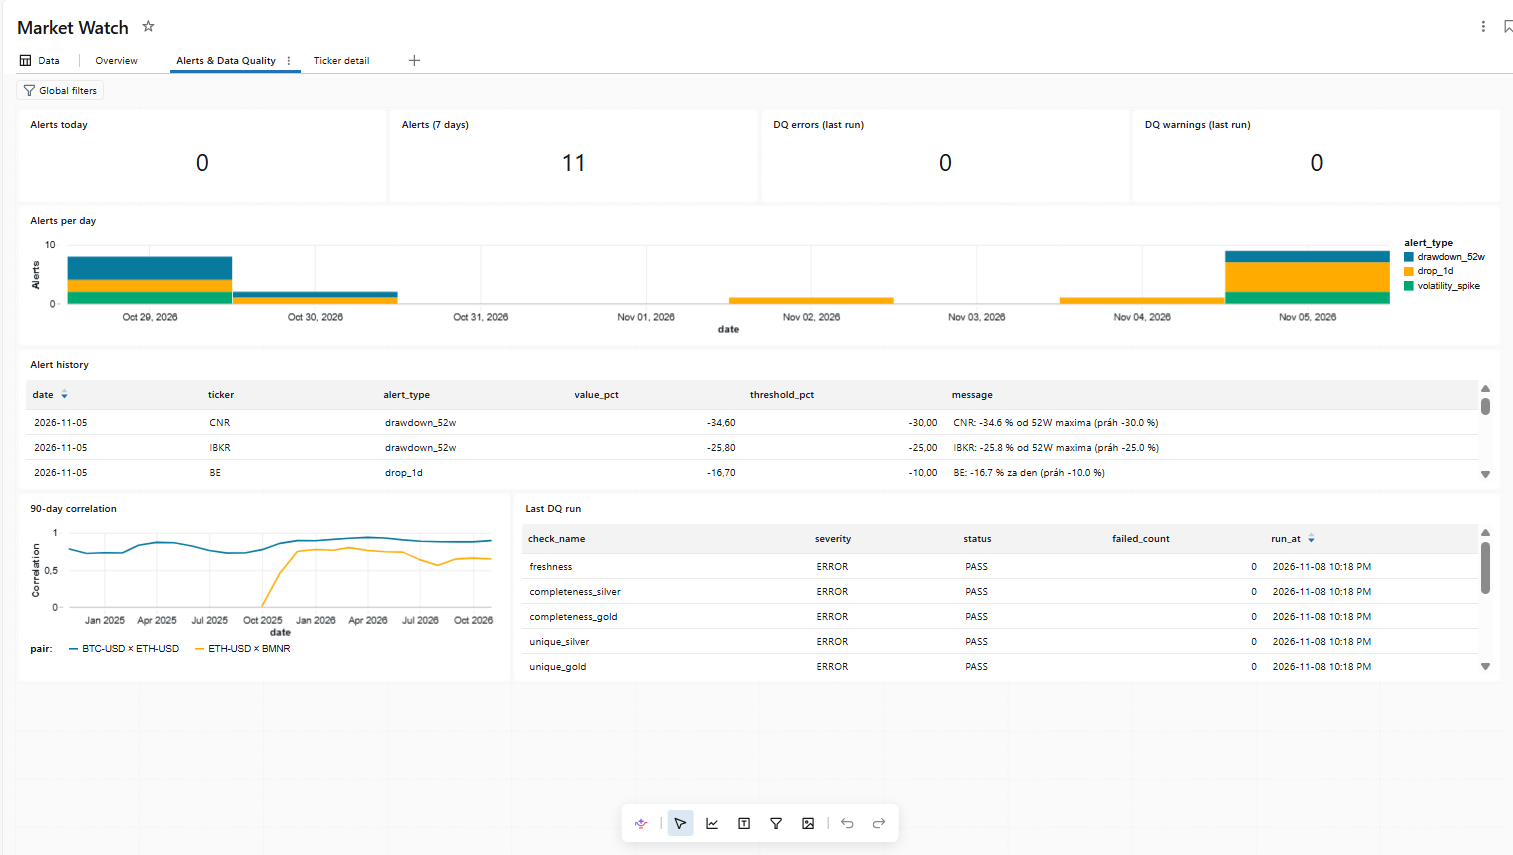 Market Watch
Data
Overview
Alerts & Data Quality
Ticker detail
Global filters
Alerts today
Alerts (7 days)
DQ errors (last run)
DQ warnings (last run)
0
11
0
0
Alerts per day
10
0
Alerts
Oct 29, 2026
Oct 30, 2026
Oct 31, 2026
Nov 01, 2026
Nov 02, 2026
Nov 03, 2026
Nov 04, 2026
Nov 05, 2026
date
alert_type
drawdown_52w
drop_1d
volatility_spike
Alert history
date ticker alert_type value_pct threshold_pct message
2026-11-05 CNR drawdown_52w -34,60 -30,00 CNR: -34.6 % od 52W maxima (práh -30.0 %)
2026-11-05 IBKR drawdown_52w -25,80 -25,00 IBKR: -25.8 % od 52W maxima (práh -25.0 %)
2026-11-05 BE drop_1d -16,70 -10,00 BE: -16.7 % za den (práh -10.0 %)
90-day correlation
1
0,5
0
Correlation
Jan 2025
Apr 2025
Jul 2025
Oct 2025
Jan 2026
Apr 2026
Jul 2026
Oct 2026
date
pair:
BTC-USD × ETH-USD
ETH-USD × BMNR
Last DQ run
check_name severity status failed_count run_at
freshness ERROR PASS 0 2026-11-08 10:18 PM
completeness_silver ERROR PASS 0 2026-11-08 10:18 PM
completeness_gold ERROR PASS 0 2026-11-08 10:18 PM
unique_silver ERROR PASS 0 2026-11-08 10:18 PM
unique_gold ERROR PASS 0 2026-11-08 10:18 PM